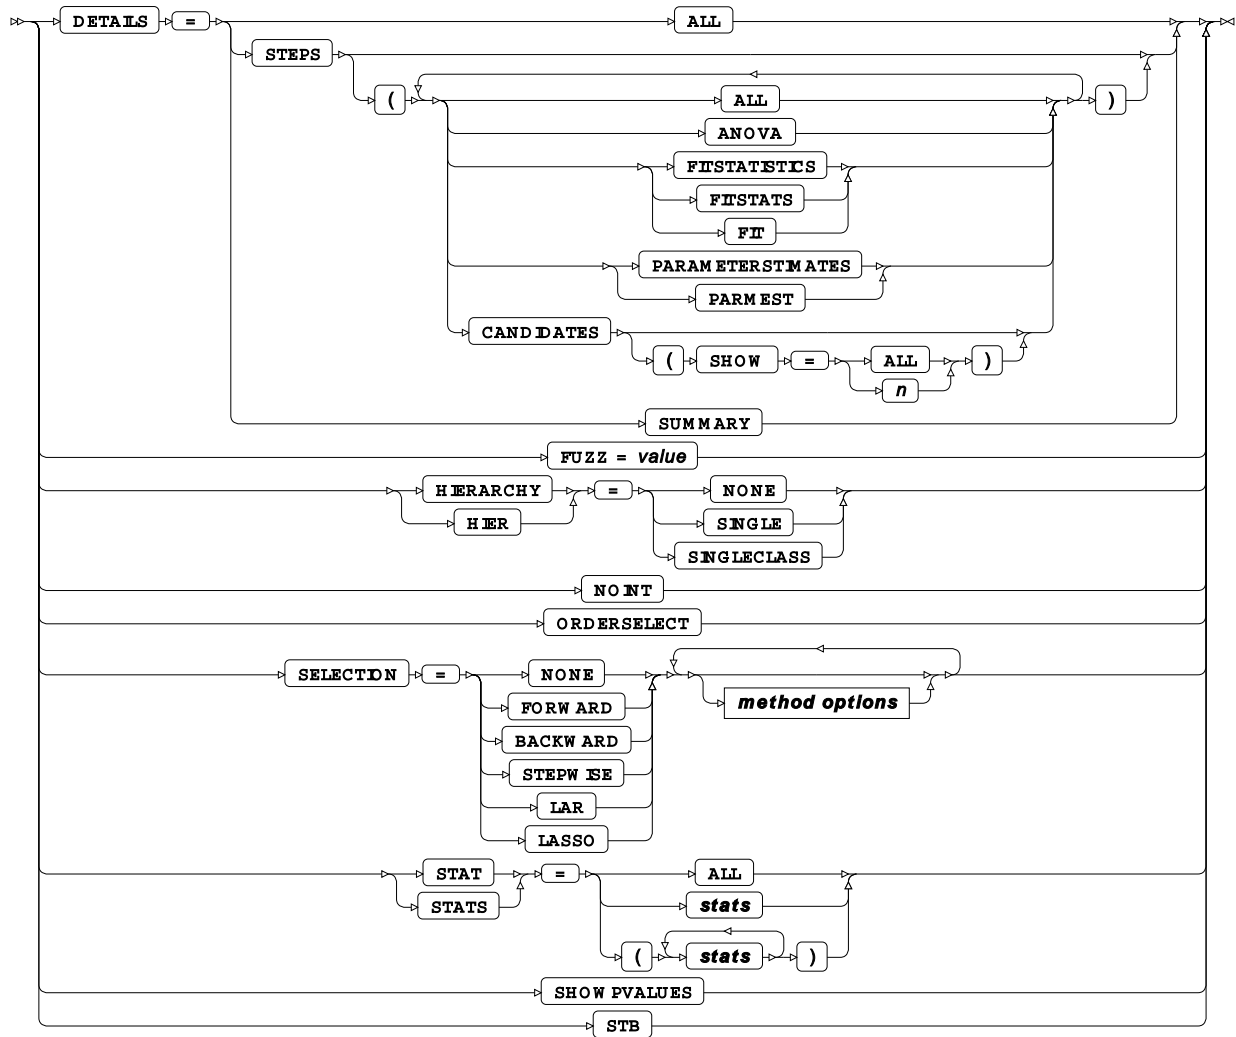 DETAILS = ALL
STEPS
( ALL )
ANOVA
FITSTATISTICS
FITSTATS
FIT
PARAMETERSTIMATES
PARMEST
CANDIDATES
( SHOW = ALL )
n
SUMMARY
FUZZ = value
HIERARCHY = NONE
HIER SINGLE
SINGLECLASS
NOINT
ORDERSELECT
SELECTION = NONE
method options
FORWARD
BACKWARD
STEPWISE
LAR
LASSO
STAT = ALL
STATS stats
( stats )
SHOWPVALUES
STB